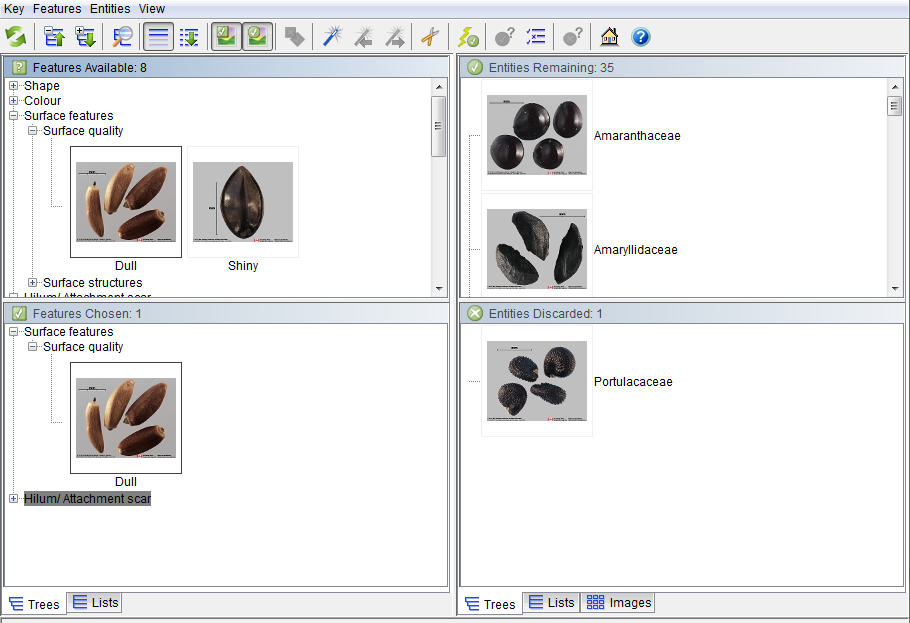 Key Features Entities View
Features Available: 8
Shape
Colour
Surface features
Surface quality
Dull
Shiny
Surface structures
Hilum/ Attachment scar
Entities Remaining: 35
Amaranthaceae
Amaryllidaceae
Features Chosen: 1
Surface features
Surface quality
Dull
Hilum/ Attachment scar
Entities Discarded: 1
Portulacaceae
Trees Lists
Trees Lists Images